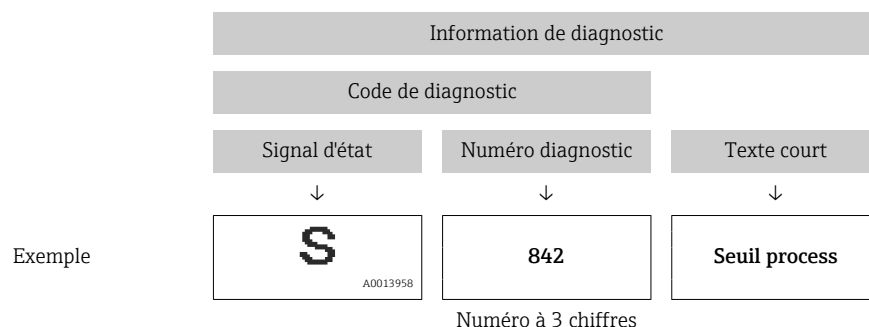 Information de diagnostic
Code de diagnostic
Signal d'état Numéro diagnostic Texte court
↓ ↓ ↓
Exemple S 842 Seuil process
A0013958
Numéro à 3 chiffres